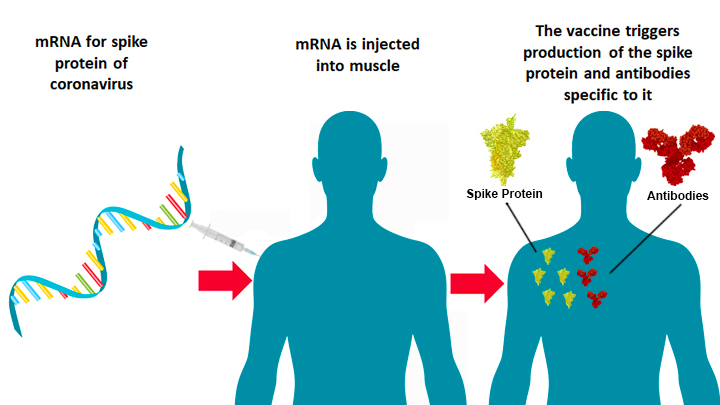 mRNA for spike
protein of
coronavirus
mRNA is injected
into muscle
The vaccine triggers
production of the spike
protein and antibodies
specific to it
Spike Protein
Antibodies